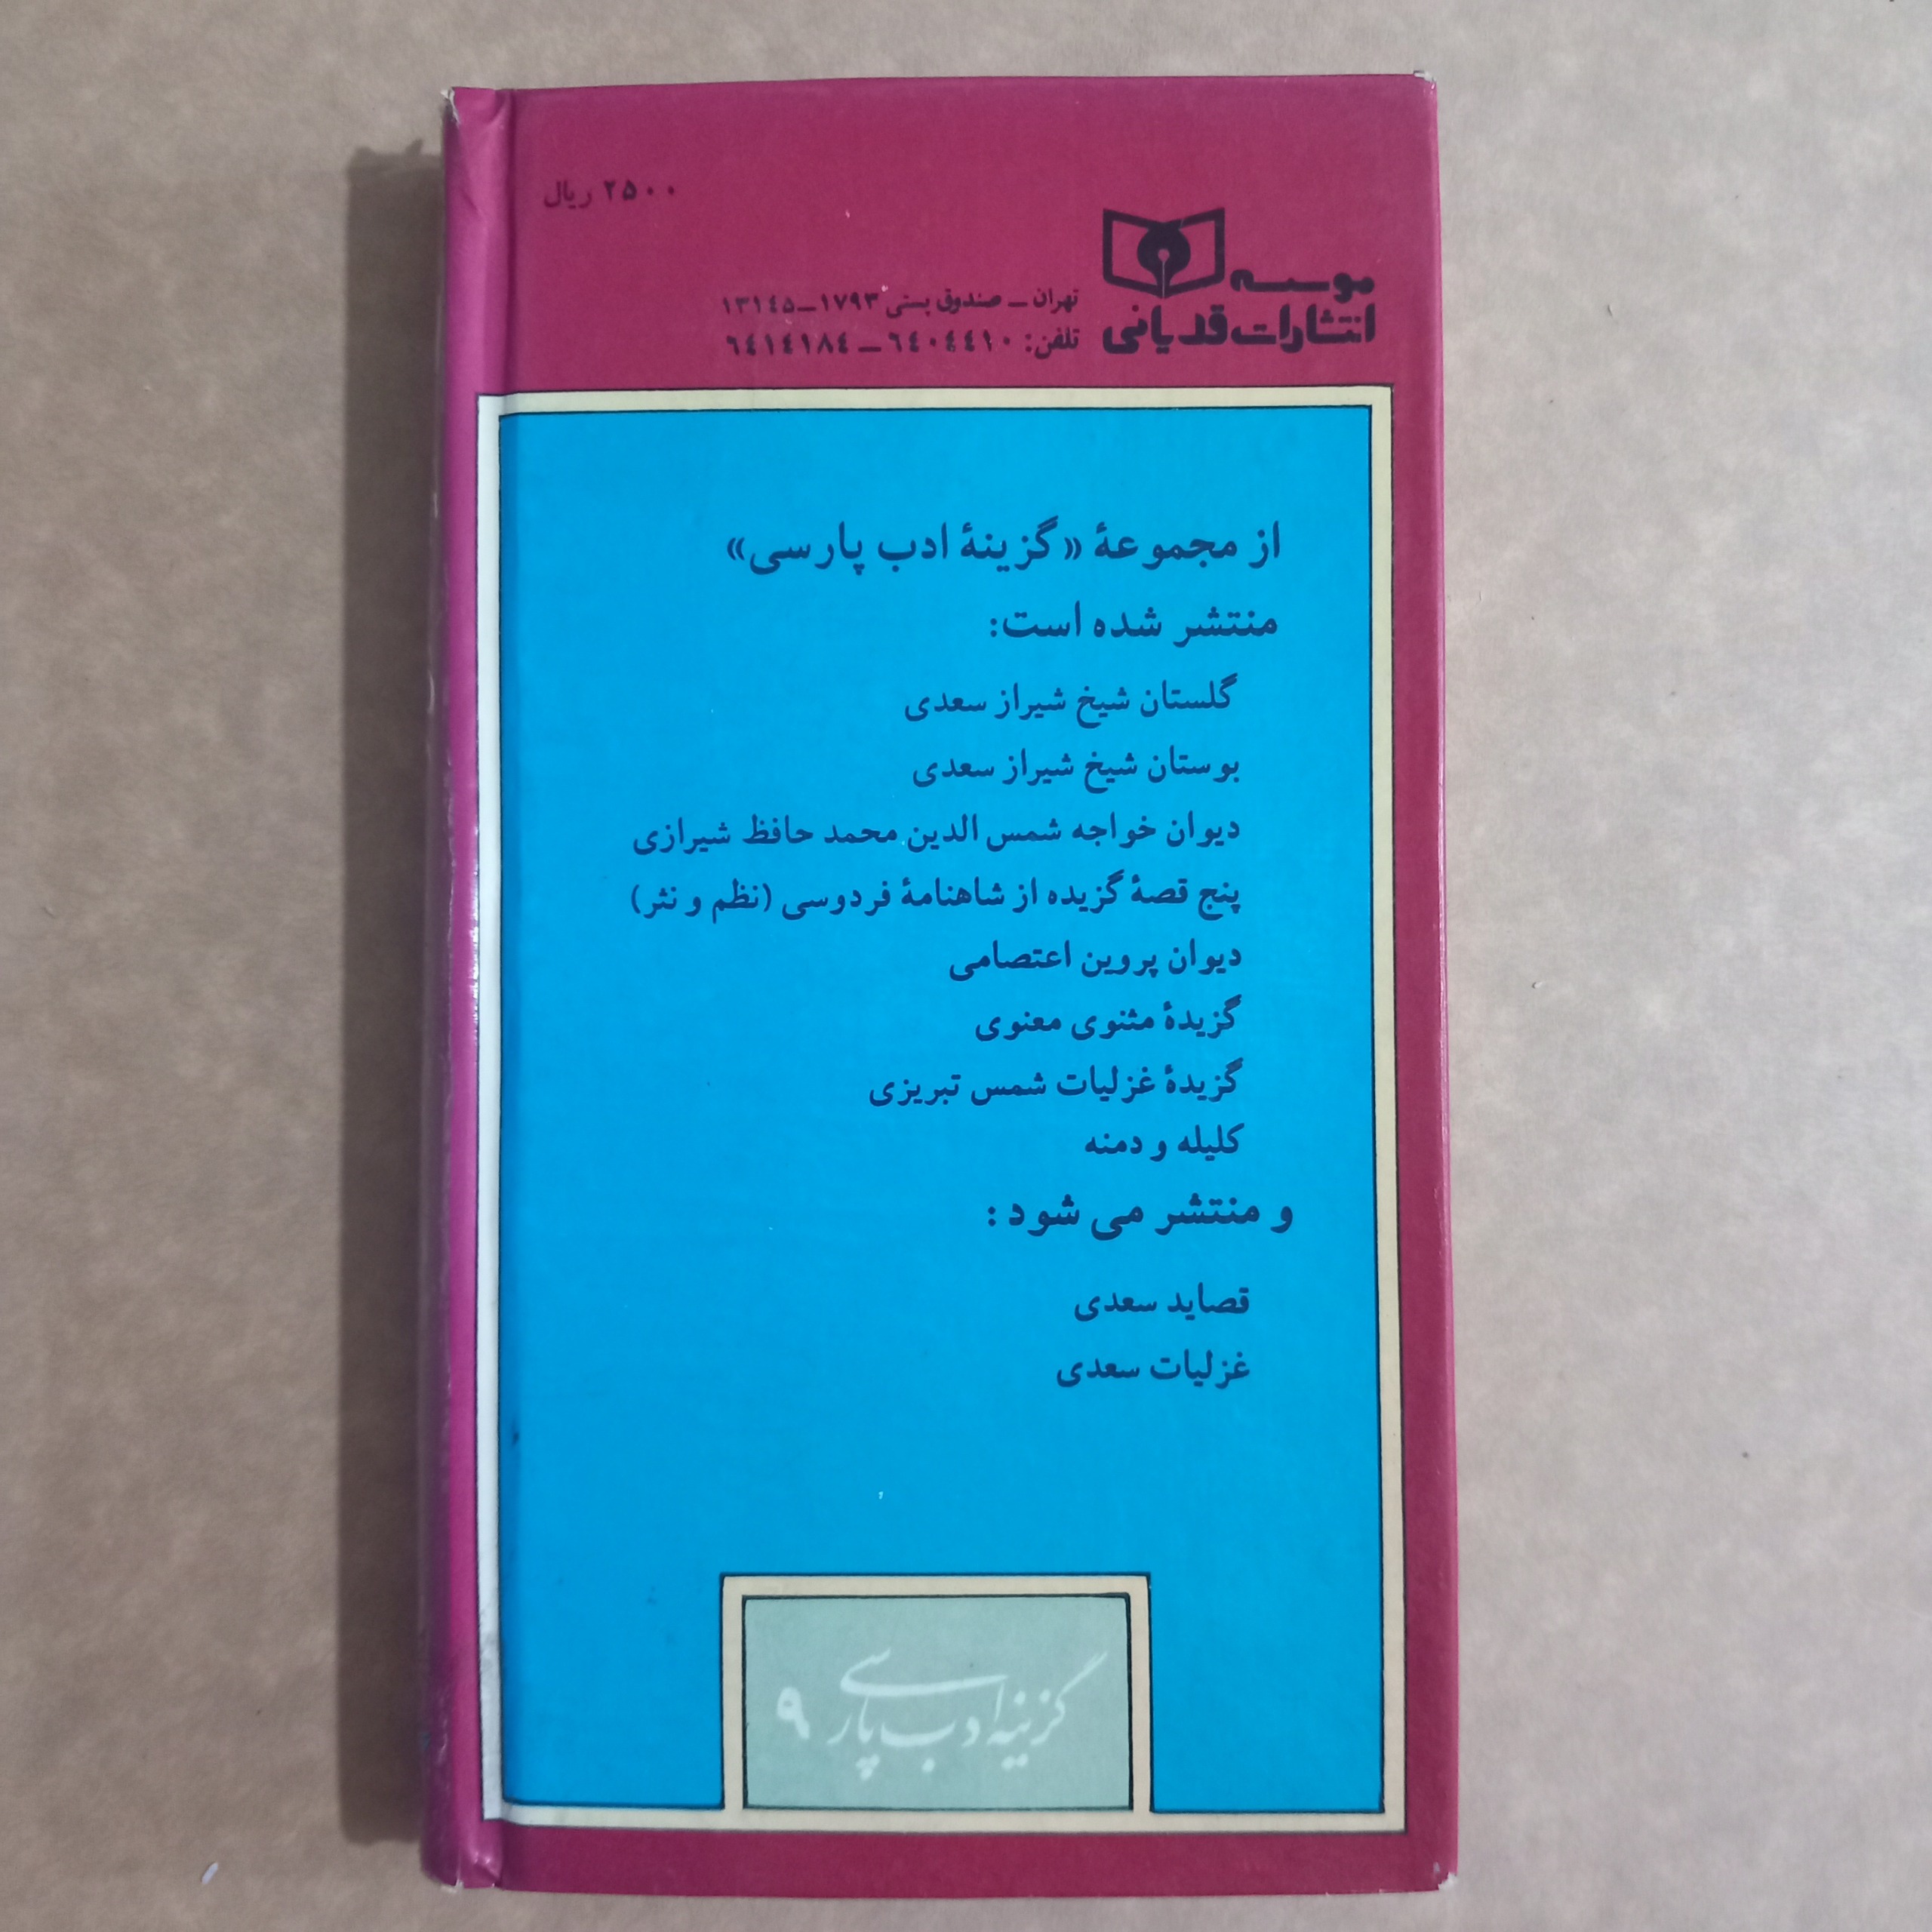 ۲۵۰۰ ریال
موسسه
انتشارات قدیانی
تهران ـ صندوق پستی ۱۷۹۳ـ۱۳۱٤۵
تلفن: ٦٤٠٤٤١٠ ـ ٦٤١٤١٨٤
از مجموعهٔ «گزینهٔ ادب پارسی»
منتشر شده است:
گلستان شیخ شیراز سعدی
بوستان شیخ شیراز سعدی
دیوان خواجه شمس‌الدین محمد حافظ شیرازی
پنج قصهٔ گزیده از شاهنامهٔ فردوسی (نظم و نثر)
دیوان پروین اعتصامی
گزیدهٔ مثنوی معنوی
گزیدهٔ غزلیات شمس تبریزی
کلیله و دمنه
و منتشر می شود:
قصاید سعدی
غزلیات سعدی
گزینه ادب پارسی ۹